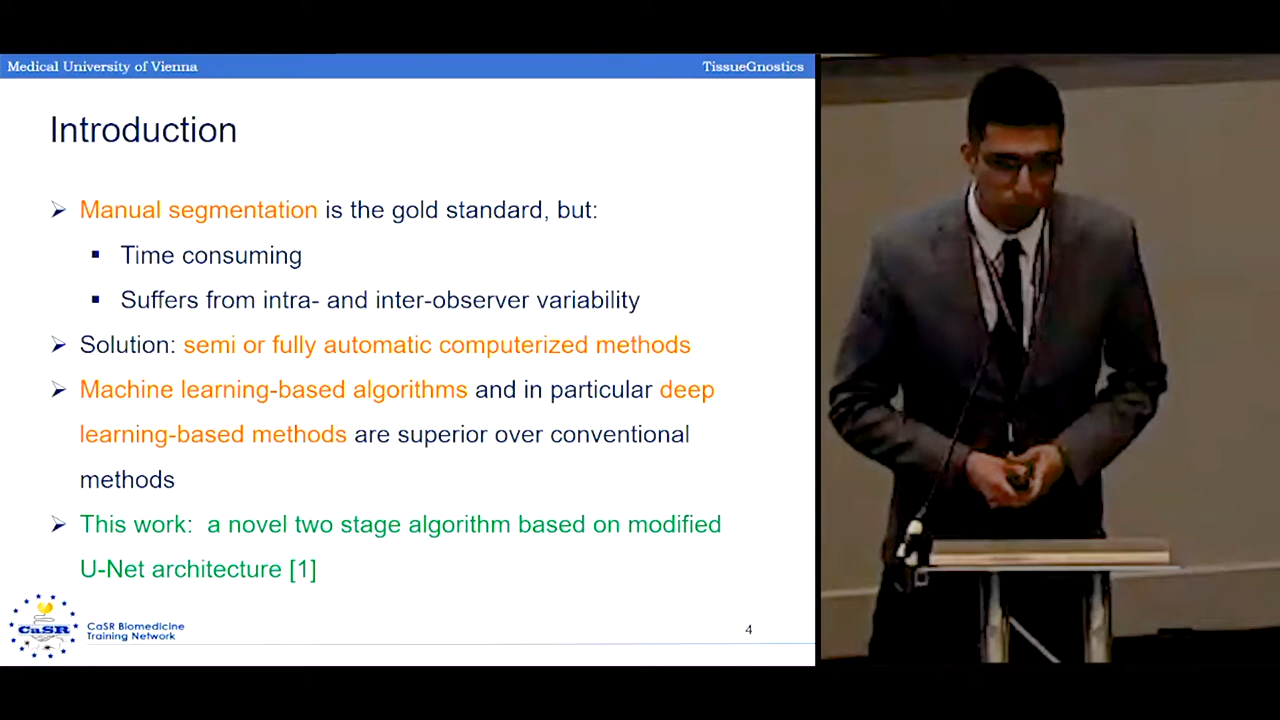 Medical University of Vienna
TissueGnostics
Introduction
Manual segmentation is the gold standard, but:
Time consuming
Suffers from intra- and inter-observer variability
Solution: semi or fully automatic computerized methods
Machine learning-based algorithms and in particular deep
learning-based methods are superior over conventional
methods
This work: a novel two stage algorithm based on modified
U-Net architecture [1]
CaSR
CaSR Biomedicine
Training Network
4